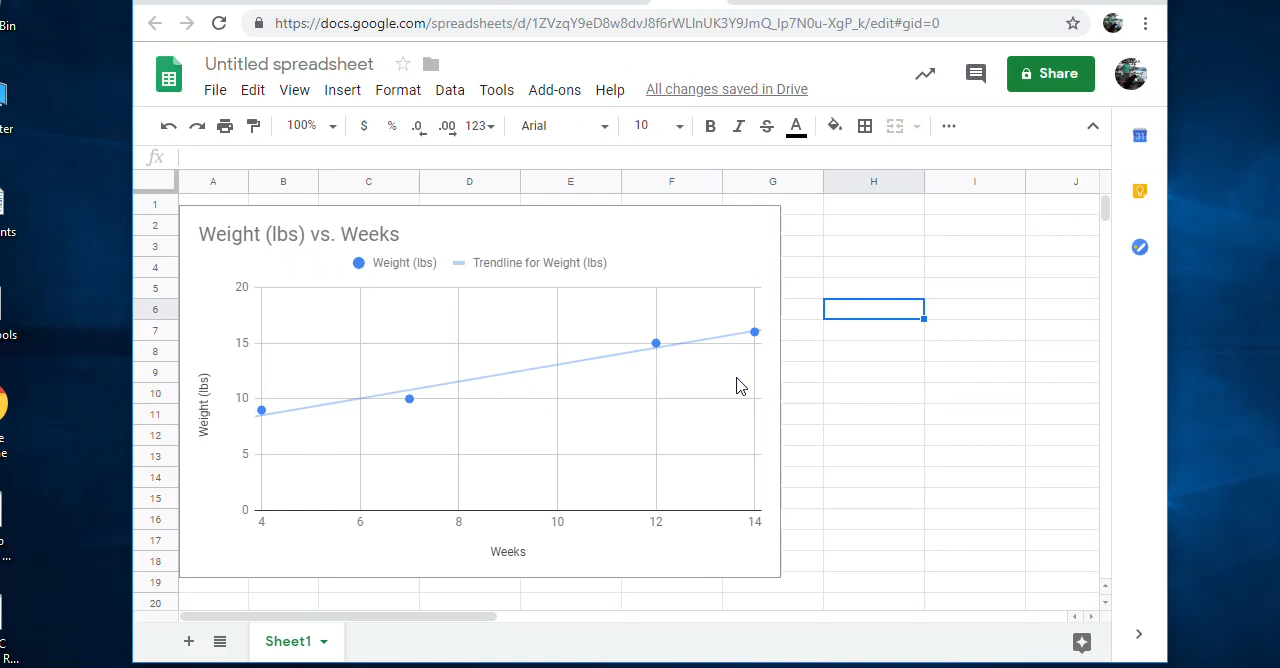 Bin
https://docs.google.com/spreadsheets/d/1ZVzqY9eD8w8dvJ8f6rWLlnUK3Y9JmQ_lp7N0u-XgP_k/edit#gid=0
Untitled spreadsheet
File Edit View Insert Format Data Tools Add-ons Help All changes saved in Drive
Share
100% $ % .0 .00 123 Arial 10 B I S A
31
fx
A B C D E F G H I J
1
2
3
4
5
6
7
8
9
10
11
12
13
14
15
16
17
18
19
20
Weight (lbs) vs. Weeks
Weight (lbs) Trendline for Weight (lbs)
20
15
10
5
0
Weight (lbs)
4 6 8 10 12 14
Weeks
Sheet1